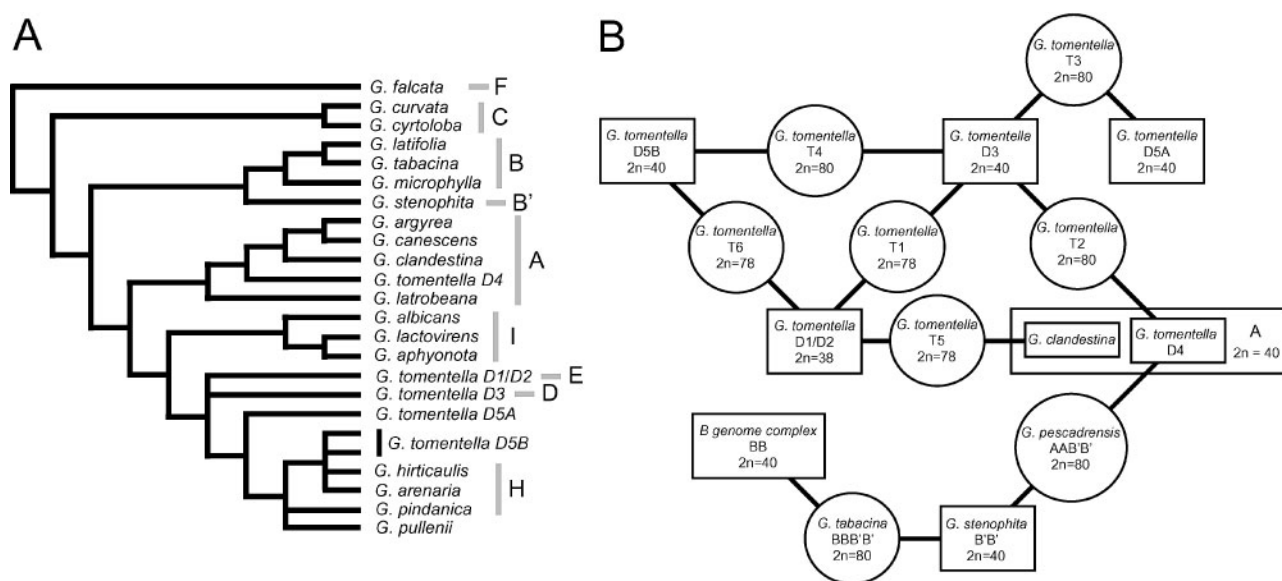 A
G. falcata
F
G. curvata
G. cyrtoloba
C
G. latifolia
G. tabacina
G. microphylla
B
G. stenophita
B'
G. argyrea
G. canescens
G. clandestina
G. tomentella D4
G. latrobeana
A
G. albicans
G. lactovirens
G. aphyonota
I
G. tomentella D1/D2
E
G. tomentella D3
D
G. tomentella D5A
G. tomentella D5B
G. hirticaulis
G. arenaria
G. pindanica
H
G. pullenii
B
G. tomentella
T3
2n=80
G. tomentella
D5B
2n=40
G. tomentella
T4
2n=80
G. tomentella
D3
2n=40
G. tomentella
D5A
2n=40
G. tomentella
T6
2n=78
G. tomentella
T1
2n=78
G. tomentella
T2
2n=80
G. tomentella
D1/D2
2n=38
G. tomentella
T5
2n=78
G. clandestina
G. tomentella
D4
A
2n = 40
B genome complex
BB
2n=40
G. pescadrensis
AAB'B'
2n=80
G. tabacina
BBB'B'
2n=80
G. stenophita
B'B'
2n=40